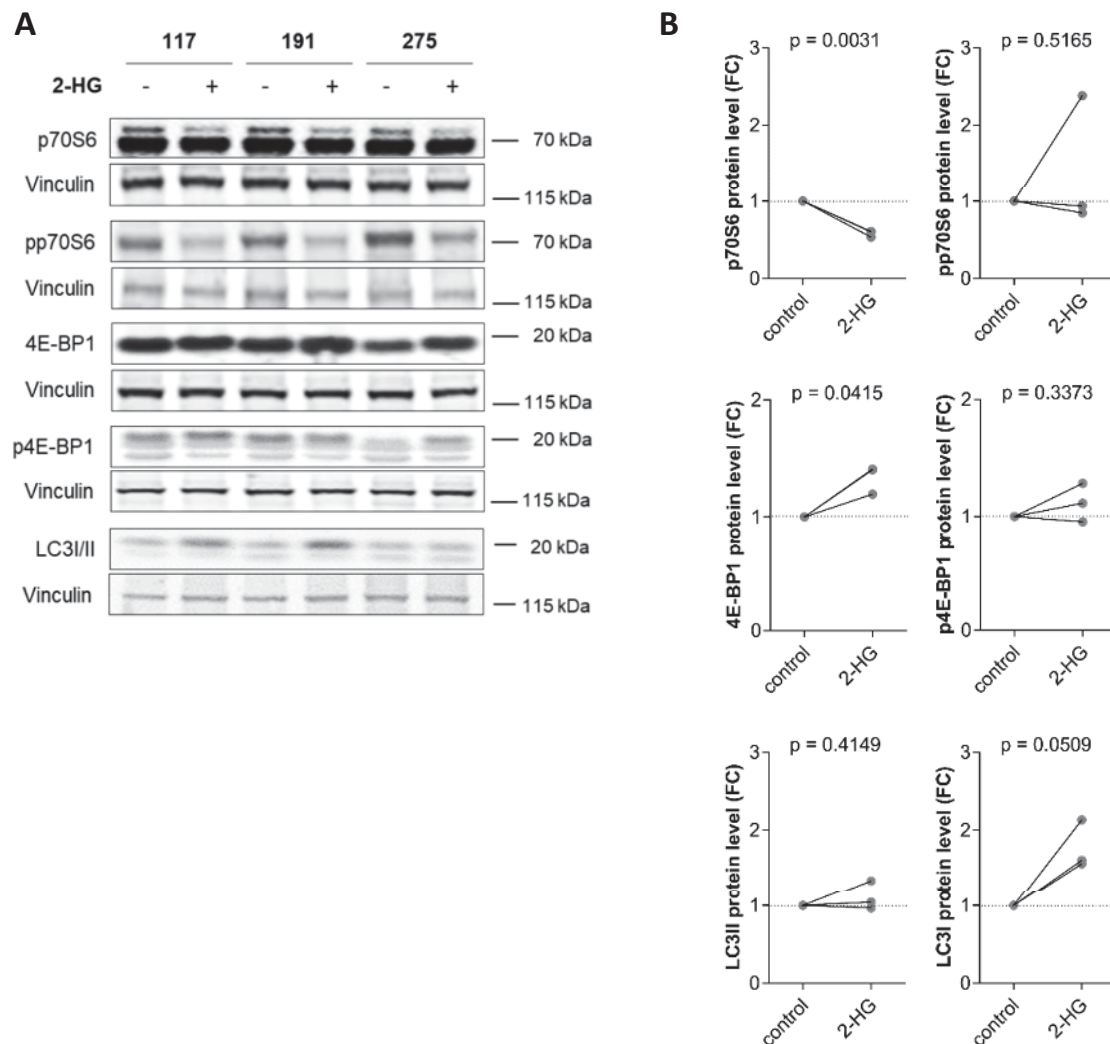 A
117 191 275
2-HG - + - + - +
p70S6 70 kDa
Vinculin 115 kDa
pp70S6 70 kDa
Vinculin 115 kDa
4E-BP1 20 kDa
Vinculin 115 kDa
p4E-BP1 20 kDa
Vinculin 115 kDa
LC3I/II 20 kDa
Vinculin 115 kDa
B
p = 0.0031
p70S6 protein level (FC)
3
2
1
0
control 2-HG
p = 0.5165
pp70S6 protein level (FC)
3
2
1
0
control 2-HG
p = 0.0415
4E-BP1 protein level (FC)
2
1
0
control 2-HG
p = 0.3373
p4E-BP1 protein level (FC)
2
1
0
control 2-HG
p = 0.4149
LC3II protein level (FC)
3
2
1
0
control 2-HG
p = 0.0509
LC3I protein level (FC)
3
2
1
0
control 2-HG